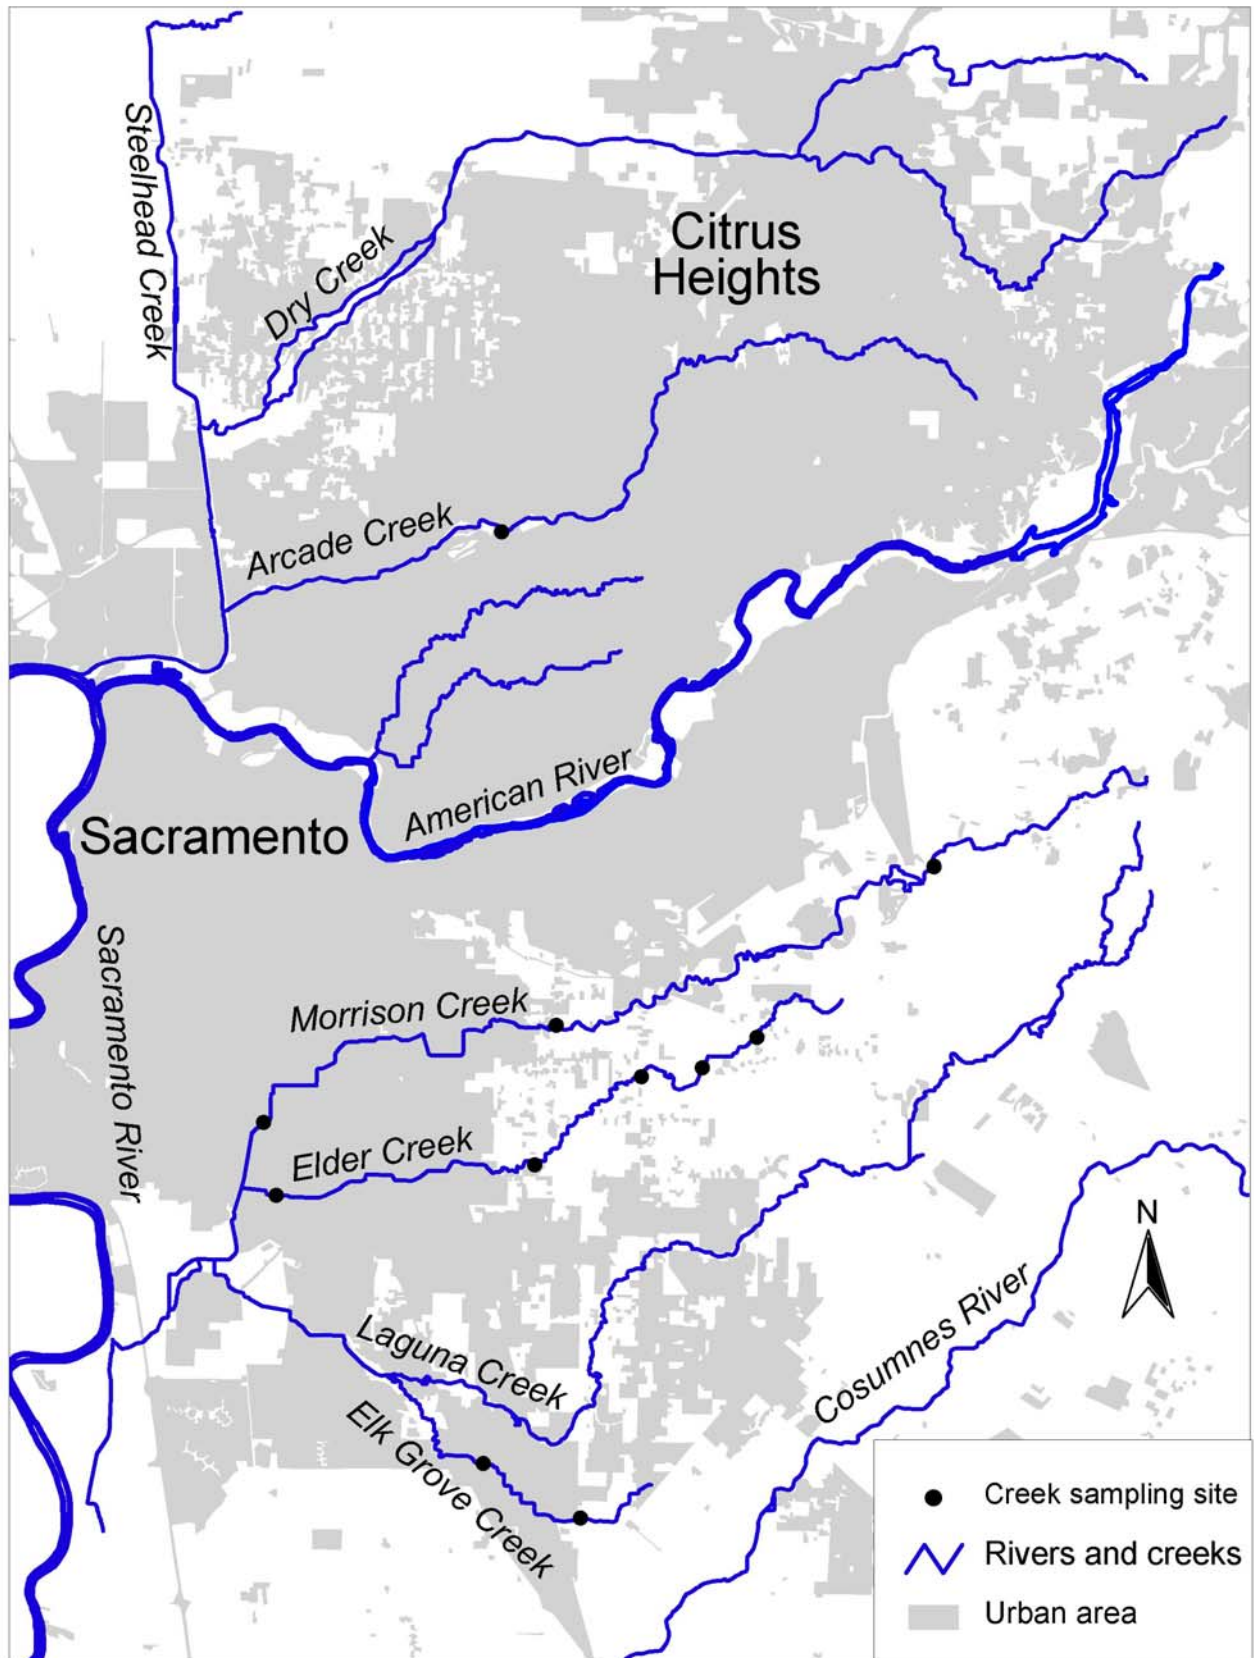 Steelhead Creek
Dry Creek
Citrus
Heights
Arcade Creek
American River
Sacramento
Sacramento River
Morrison Creek
Elder Creek
N
Laguna Creek
Cosumnes River
Elk Grove Creek
Creek sampling site
Rivers and creeks
Urban area